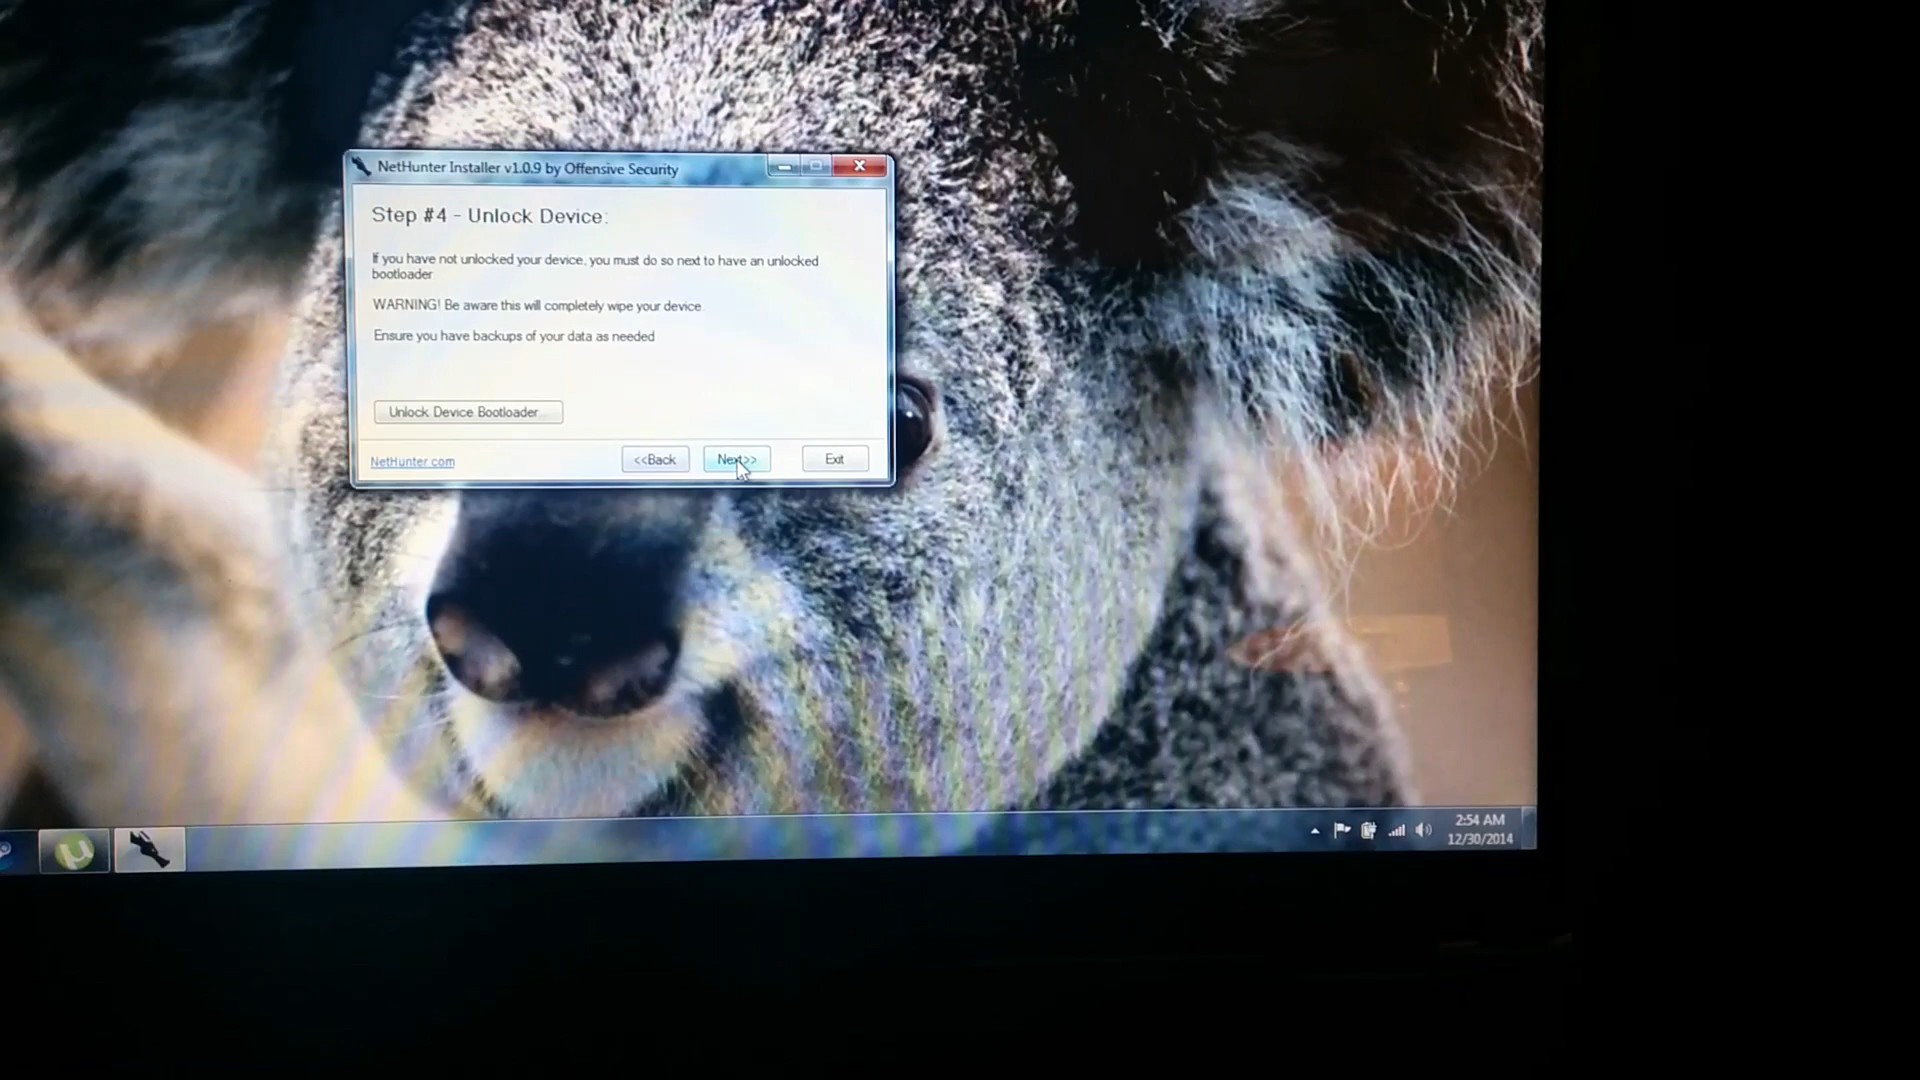 NetHunter Installer v1.0.9 by Offensive Security
Step #4 - Unlock Device:
If you have not unlocked your device, you must do so next to have an unlocked
bootloader
WARNING! Be aware this will completely wipe your device.
Ensure you have backups of your data as needed
Unlock Device Bootloader
NetHunter.com
<<Back
Next>>
Exit
2:54 AM
12/30/2014